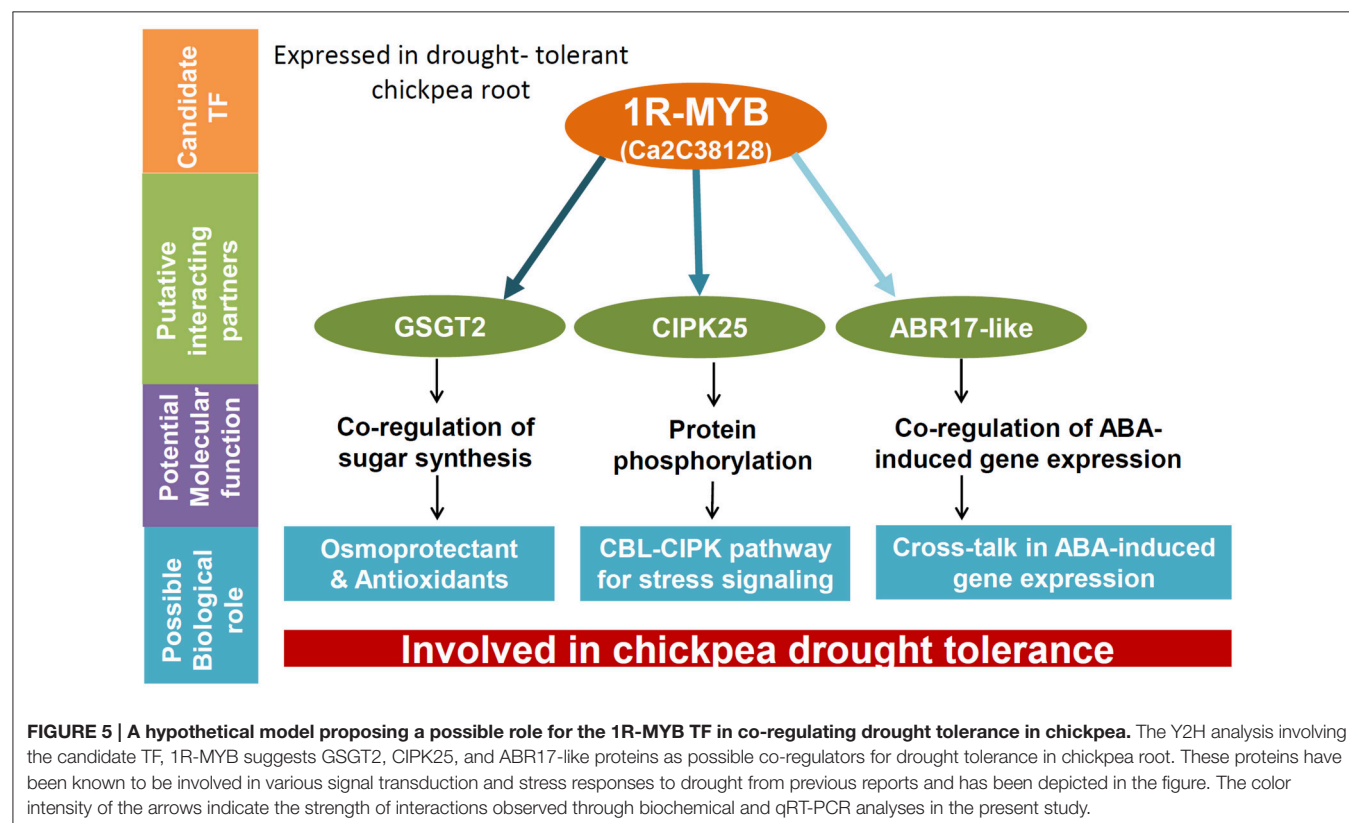 Candidate
TF
Expressed in drought- tolerant
chickpea root
1R-MYB
(Ca2C38128)
Putative
interacting
partners
GSGT2
CIPK25
ABR17-like
Potential
Molecular
function
Co-regulation of
sugar synthesis
Protein
phosphorylation
Co-regulation of ABA-
induced gene expression
Possible
Biological
role
Osmoprotectant
& Antioxidants
CBL-CIPK pathway
for stress signaling
Cross-talk in ABA-induced
gene expression
Involved in chickpea drought tolerance
FIGURE 5 | A hypothetical model proposing a possible role for the 1R-MYB TF in co-regulating drought tolerance in chickpea. The Y2H analysis involving
the candidate TF, 1R-MYB suggests GSGT2, CIPK25, and ABR17-like proteins as possible co-regulators for drought tolerance in chickpea root. These proteins have
been known to be involved in various signal transduction and stress responses to drought from previous reports and has been depicted in the figure. The color
intensity of the arrows indicate the strength of interactions observed through biochemical and qRT-PCR analyses in the present study.